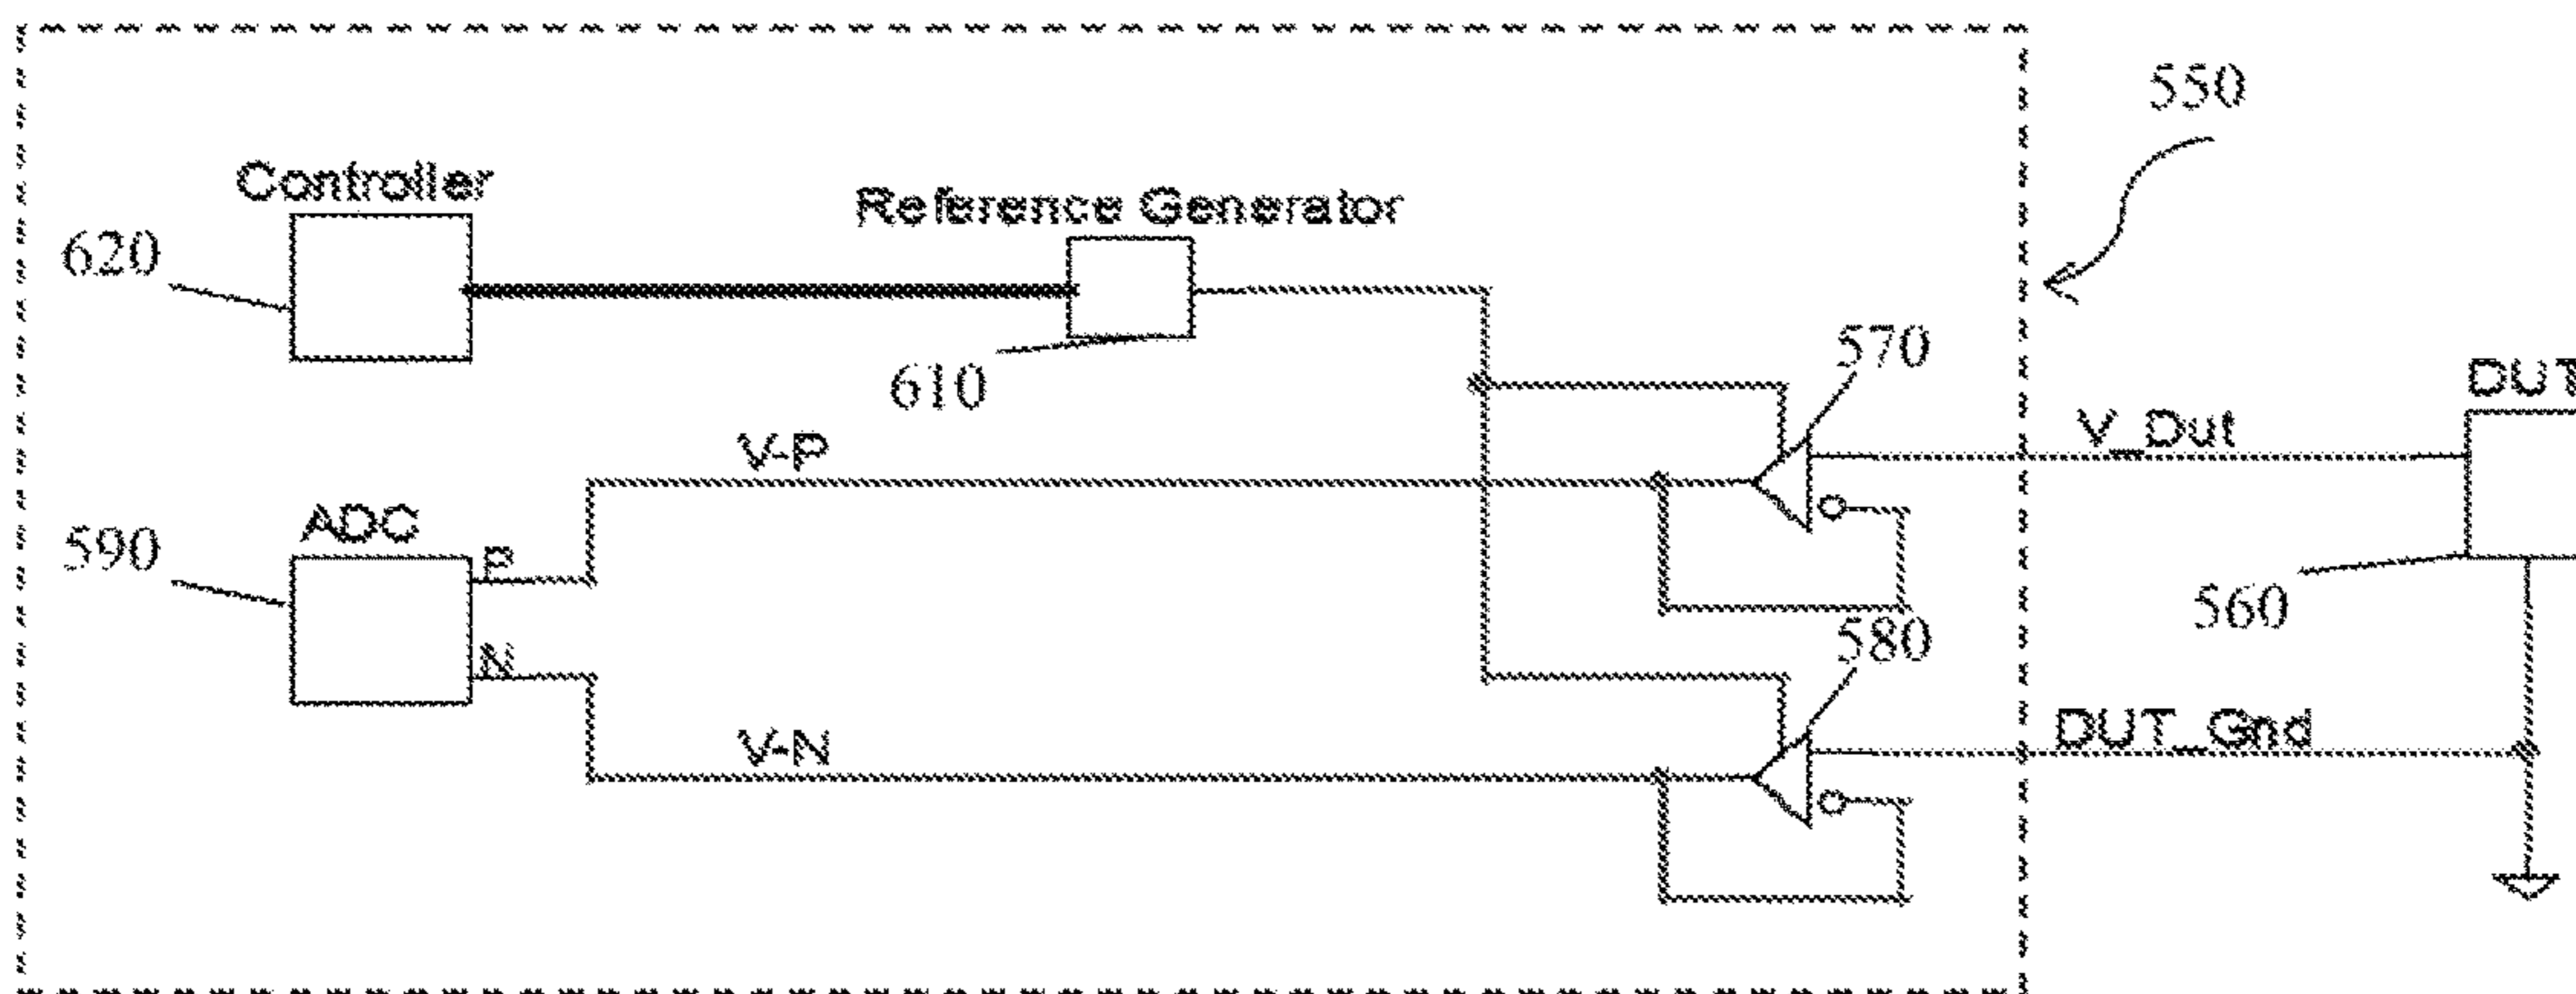 550
Controller
Reference Generator
620
570
610
DUT
V_Dut
V-P
ADC
590
P
560
580
N
DUT_Gnd
V-N